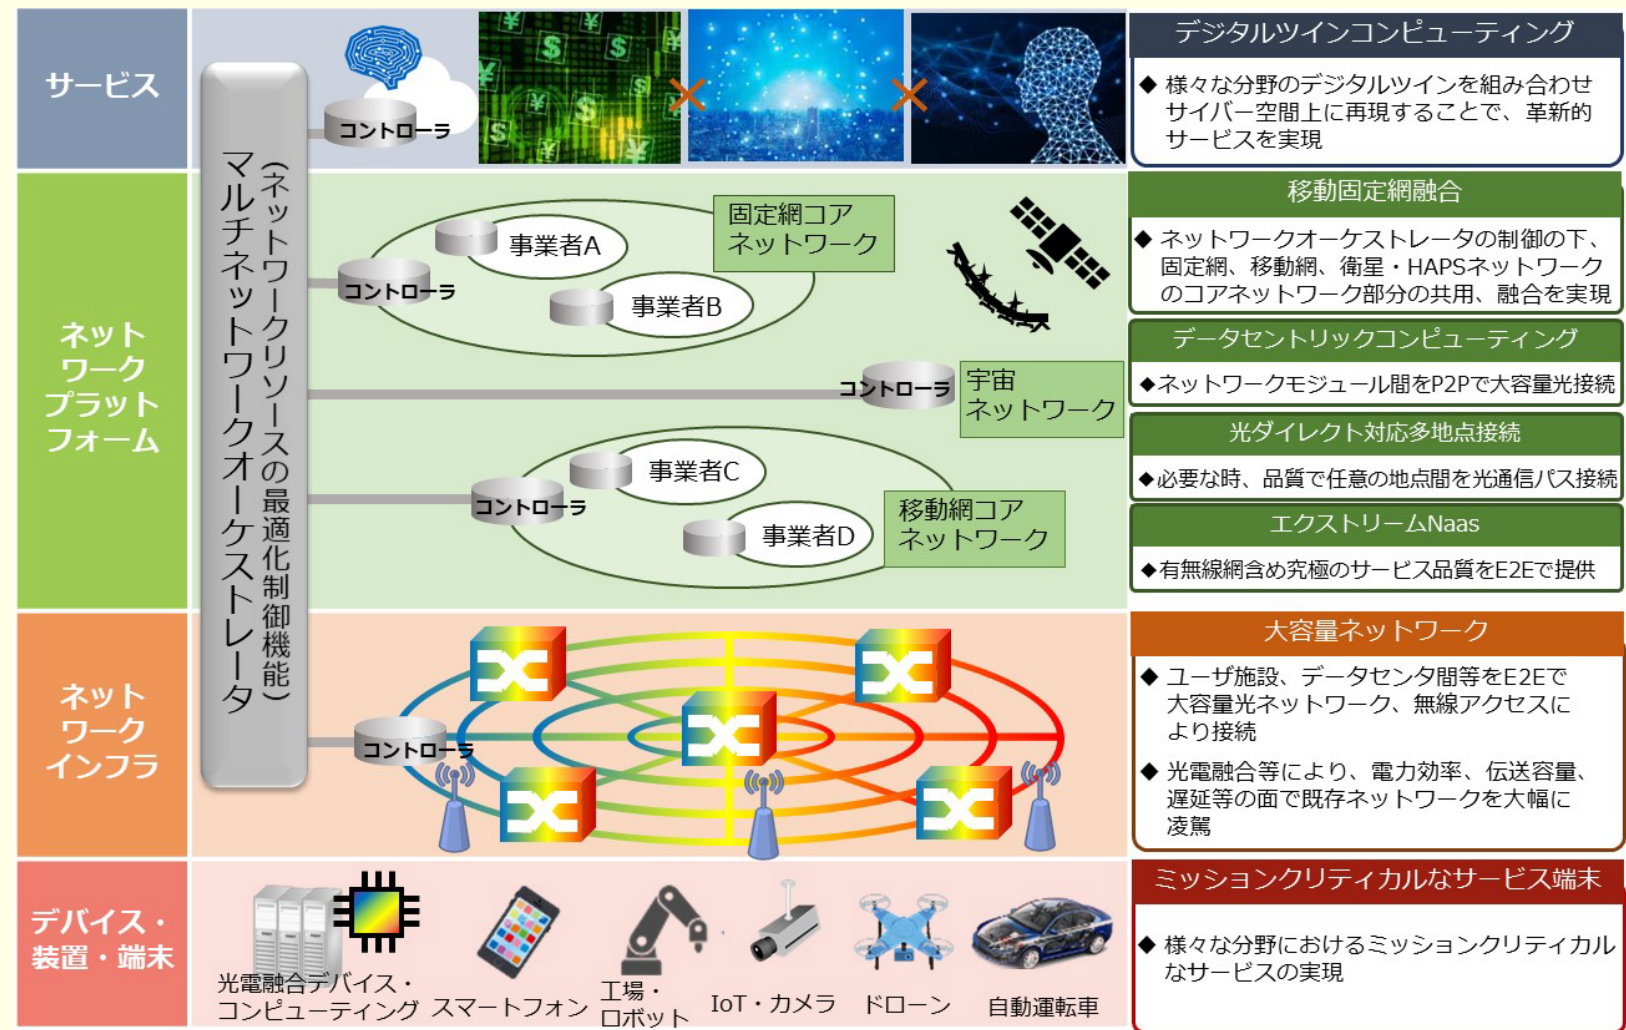 サービス
コントローラ
デジタルツインコンピューティング
◆ 様々な分野のデジタルツインを組み合わせ
サイバー空間上に再現することで、革新的
サービスを実現
マルチネットワークオーケストレータ
(ネットワークリソースの最適化制御機能)
ネット
ワーク
プラット
フォーム
固定網コア
ネットワーク
事業者A
コントローラ
事業者B
コントローラ
宇宙
ネットワーク
事業者C
コントローラ
事業者D
移動網コア
ネットワーク
移動固定網融合
◆ ネットワークオーケストレータの制御の下、
固定網、移動網、衛星・HAPSネットワーク
のコアネットワーク部分の共用、融合を実現
データセントリックコンピューティング
◆ネットワークモジュール間をP2Pで大容量光接続
光ダイレクト対応多地点接続
◆必要な時、品質で任意の地点間を光通信パス接続
エクストリームNaas
◆有無線網含め究極のサービス品質をE2Eで提供
ネット
ワーク
インフラ
コントローラ
大容量ネットワーク
◆ ユーザ施設、データセンタ間等をE2Eで
大容量光ネットワーク、無線アクセスに
より接続
◆ 光電融合等により、電力効率、伝送容量、
遅延等の面で既存ネットワークを大幅に
凌駕
デバイス・
装置・端末
光電融合デバイス・
コンピューティング
スマートフォン
工場・
ロボット
IoT・カメラ
ドローン
自動運転車
ミッションクリティカルなサービス端末
◆ 様々な分野におけるミッションクリティカル
なサービスの実現